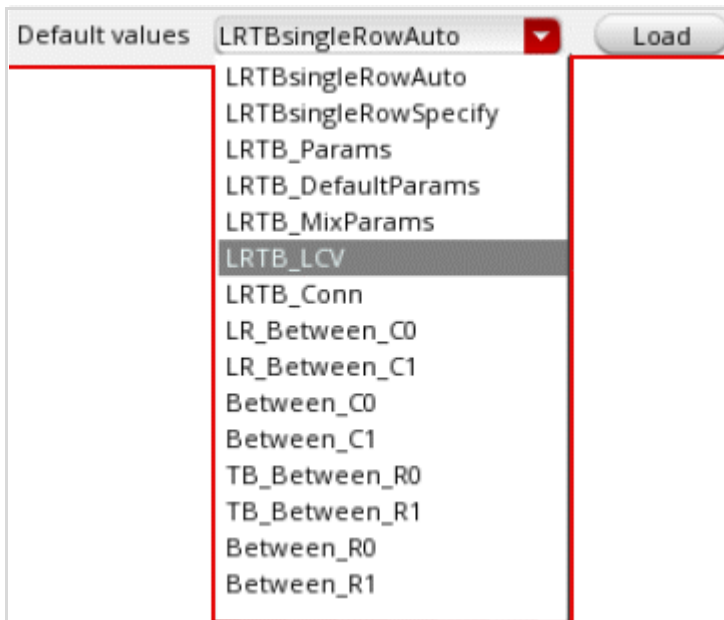 Default values LRTBsingleRowAuto Load
LRTBsingleRowAuto
LRTBsingleRowSpecify
LRTB_Params
LRTB_DefaultParams
LRTB_MixParams
LRTB_LCV
LRTB_Conn
LR_Between_C0
LR_Between_C1
Between_C0
Between_C1
TB_Between_R0
TB_Between_R1
Between_R0
Between_R1